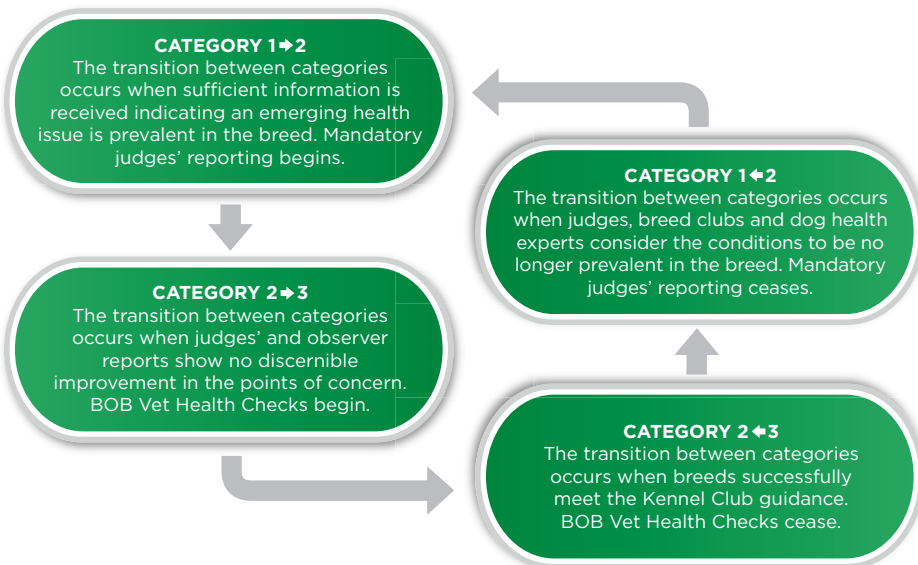 CATEGORY 1➜2
The transition between categories
occurs when sufficient information is
received indicating an emerging health
issue is prevalent in the breed. Mandatory
judges’ reporting begins.
CATEGORY 2➜3
The transition between categories
occurs when judges’ and observer
reports show no discernible
improvement in the points of concern.
BOB Vet Health Checks begin.
CATEGORY 2←3
The transition between categories
occurs when breeds successfully
meet the Kennel Club guidance.
BOB Vet Health Checks cease.
CATEGORY 1←2
The transition between categories occurs
when judges, breed clubs and dog health
experts consider the conditions to be no
longer prevalent in the breed. Mandatory
judges’ reporting ceases.